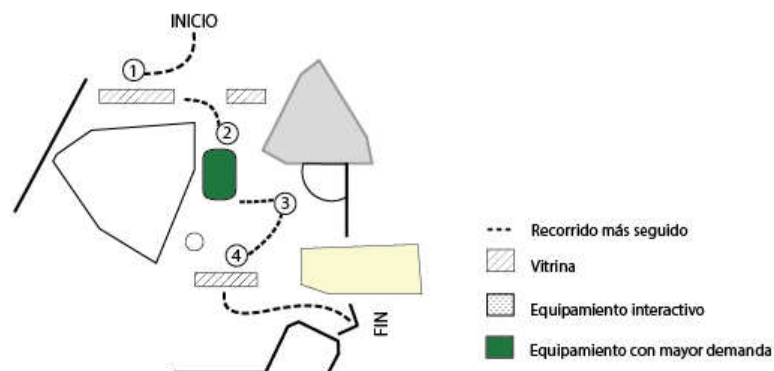 INICIO
1
2
3
4
FIN
Recorrido más seguido
Vitrina
Equipamiento interactivo
Equipamiento con mayor demanda